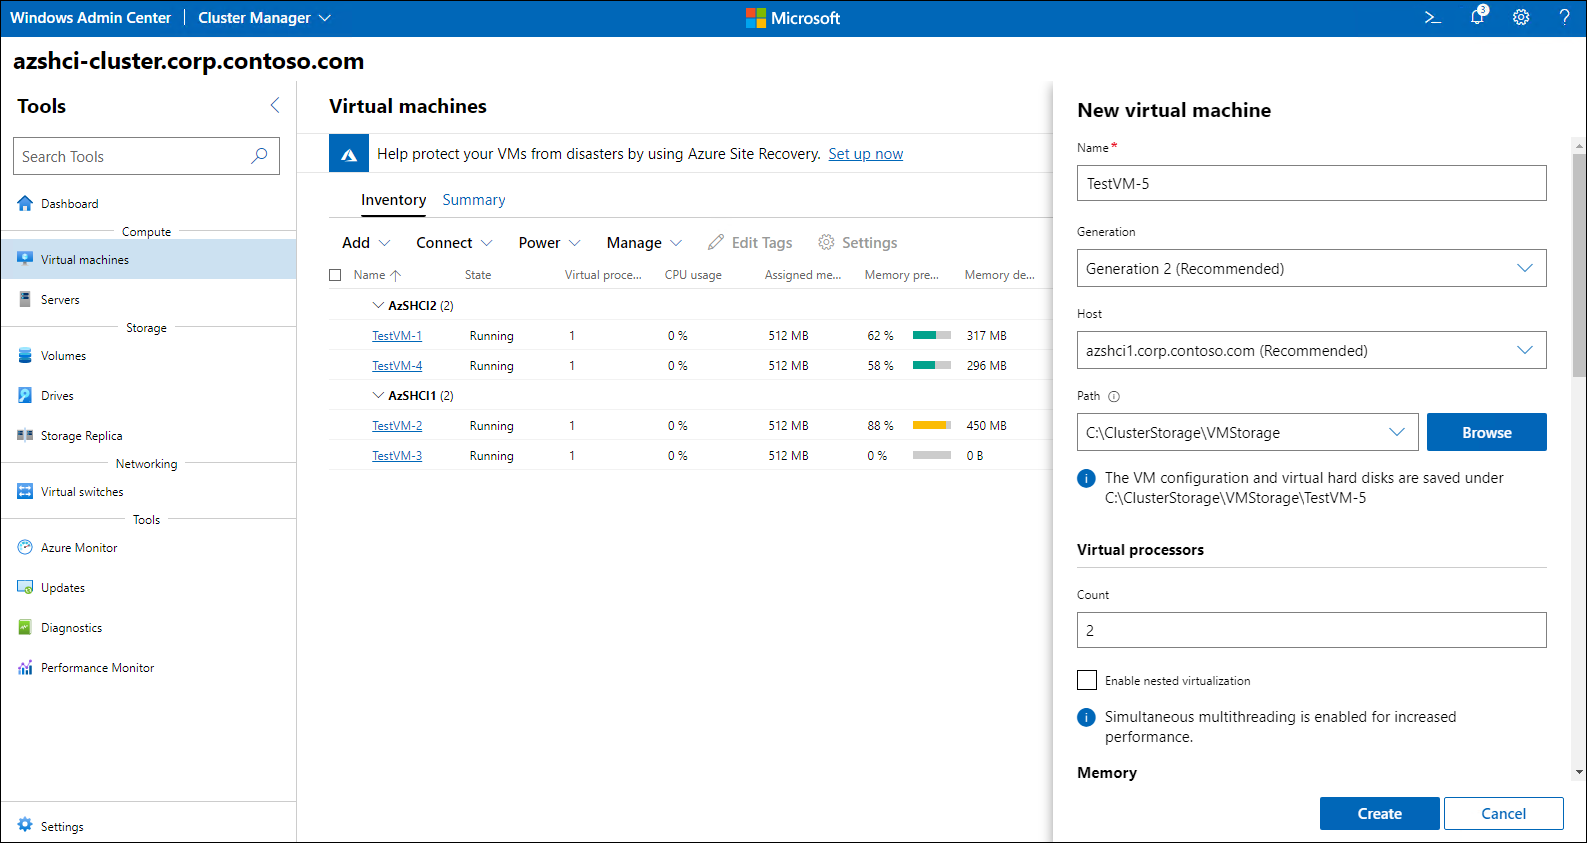 Windows Admin Center | Cluster Manager
Microsoft
3
?
azshci-cluster.corp.contoso.com
Tools
Search Tools
Dashboard
Compute
Virtual machines
Servers
Storage
Volumes
Drives
Storage Replica
Networking
Virtual switches
Tools
Azure Monitor
Updates
Diagnostics
Performance Monitor
Settings
Virtual machines
Help protect your VMs from disasters by using Azure Site Recovery. Set up now
Inventory Summary
Add Connect Power Manage Edit Tags Settings
Name State Virtual proce... CPU usage Assigned me... Memory pre... Memory de...
AzSHCI2 (2)
TestVM-1 Running 1 0 % 512 MB 62 % 317 MB
TestVM-4 Running 1 0 % 512 MB 58 % 296 MB
AzSHCI1 (2)
TestVM-2 Running 1 0 % 512 MB 88 % 450 MB
TestVM-3 Running 1 0 % 512 MB 0 % 0 B
New virtual machine
Name *
TestVM-5
Generation
Generation 2 (Recommended)
Host
azshci1.corp.contoso.com (Recommended)
Path
C:\ClusterStorage\VMStorage
Browse
The VM configuration and virtual hard disks are saved under
C:\ClusterStorage\VMStorage\TestVM-5
Virtual processors
Count
2
Enable nested virtualization
Simultaneous multithreading is enabled for increased
performance.
Memory
Create Cancel